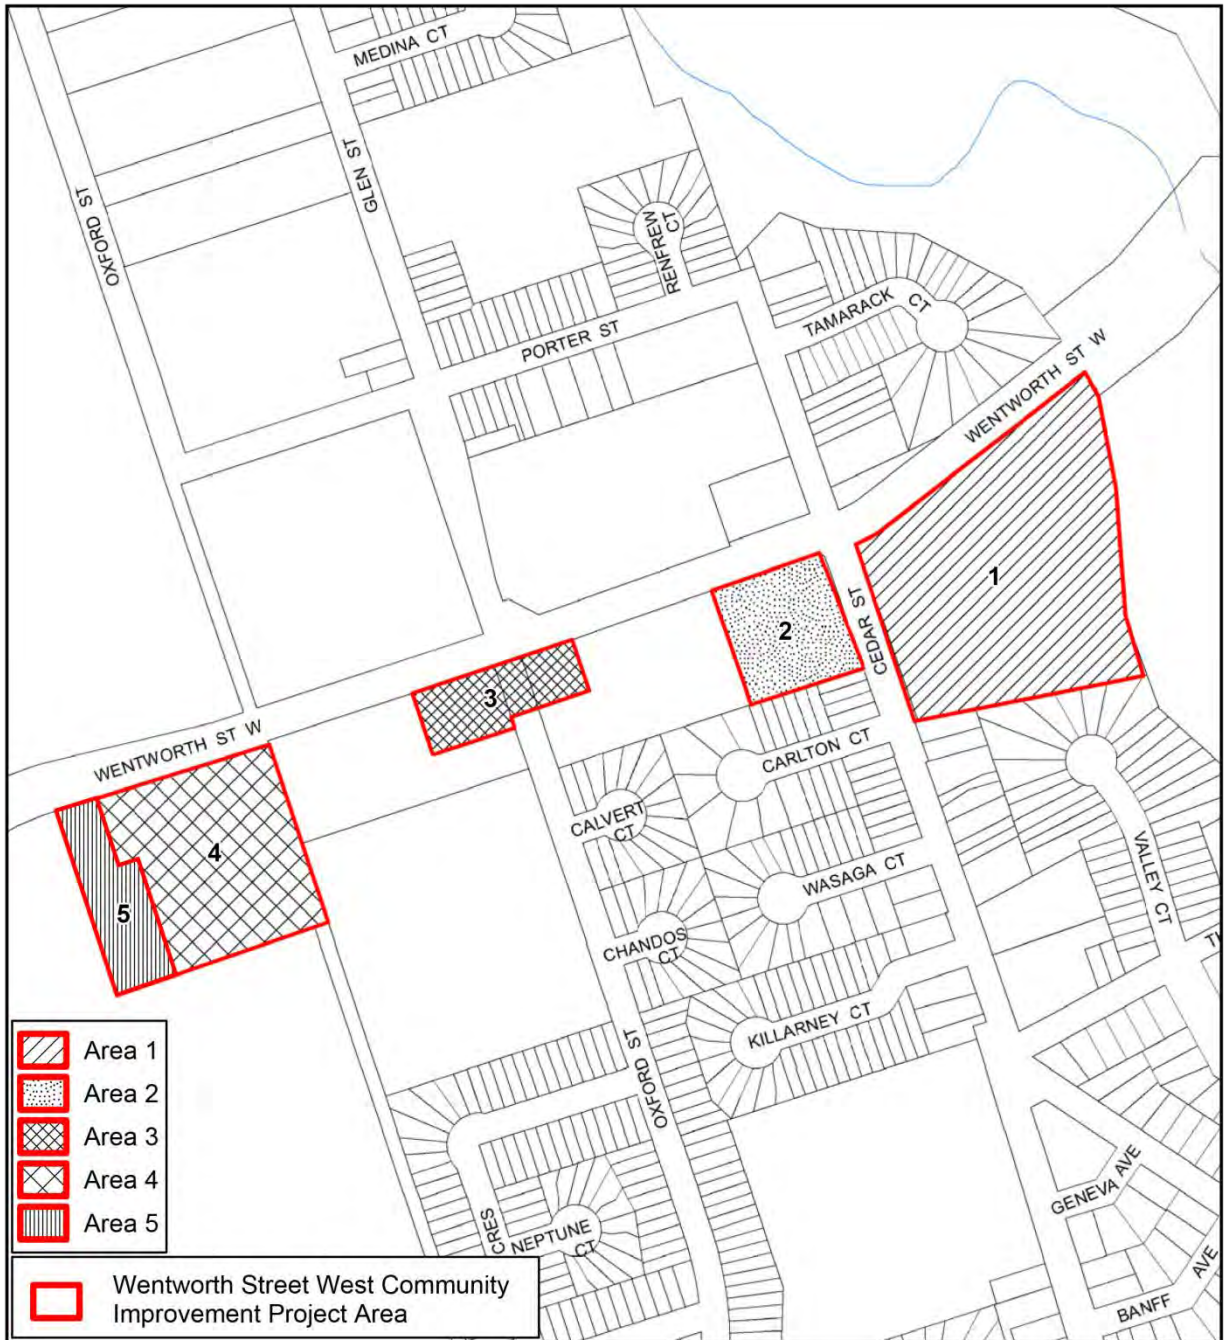 MEDINA CT
GLEN ST
OXFORD ST
RENFREW
CT
PORTER ST
TAMARACK
CT
WENTWORTH ST W
1
2
CEDAR ST
3
WENTWORTH ST W
4
5
CARLTON CT
CALVERT
CT
WASAGA CT
VALLEY CT
CHANDOS
CT
KILLARNEY CT
OXFORD ST
GENEVA AVE
CRES
NEPTUNE
CT
AVE
BANFF
Area 1
Area 2
Area 3
Area 4
Area 5
Wentworth Street West Community
Improvement Project Area